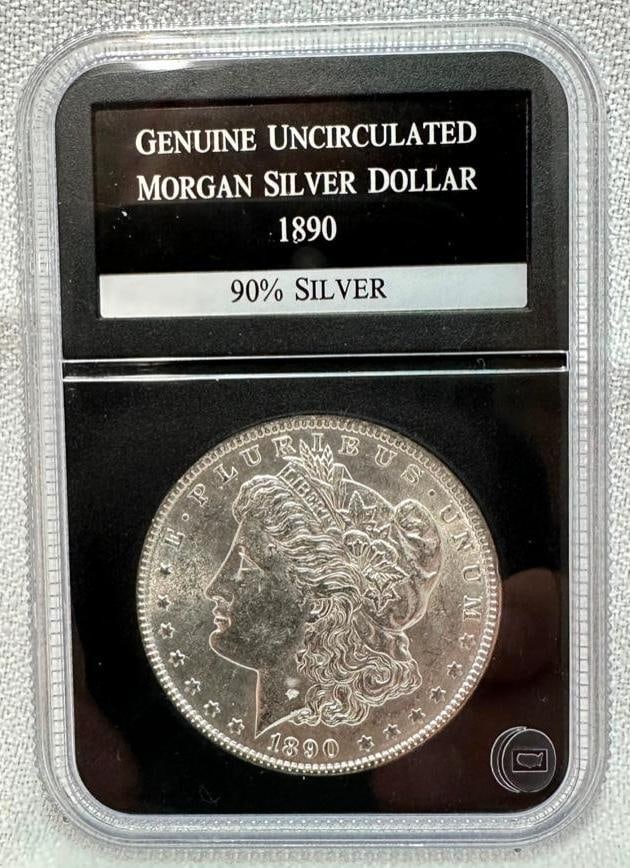 GENUINE UNCIRCULATED
MORGAN SILVER DOLLAR
1890
90% SILVER
E · PLURIBUS · UNUM
LIBERTY
1890